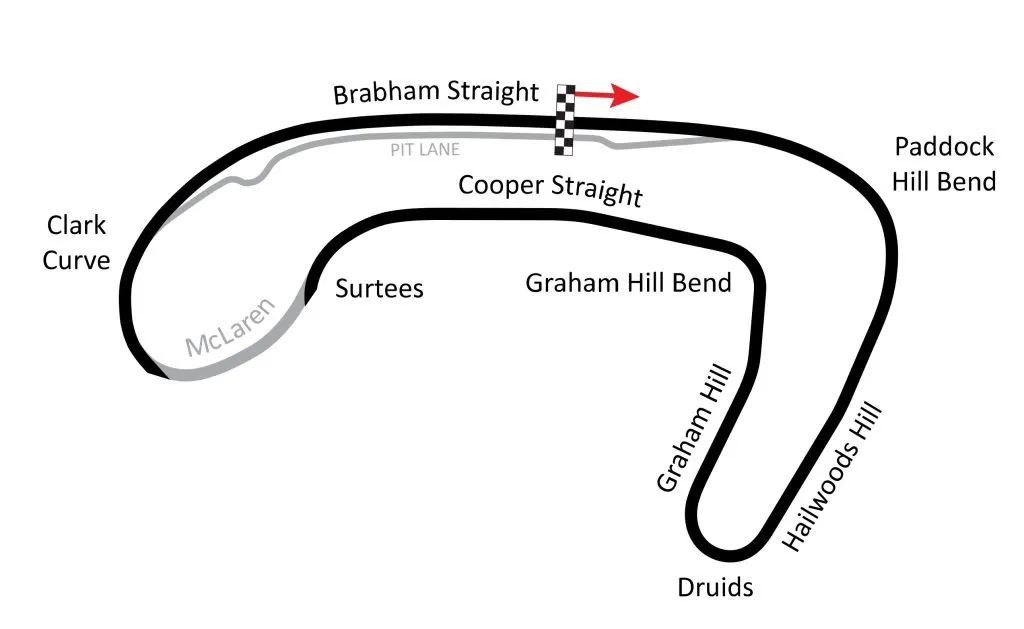 Brabham Straight
PIT LANE
Paddock
Hill Bend
Cooper Straight
Clark
Curve
Graham Hill Bend
Surtees
McLaren
Graham Hill
Hailwoods Hill
Druids